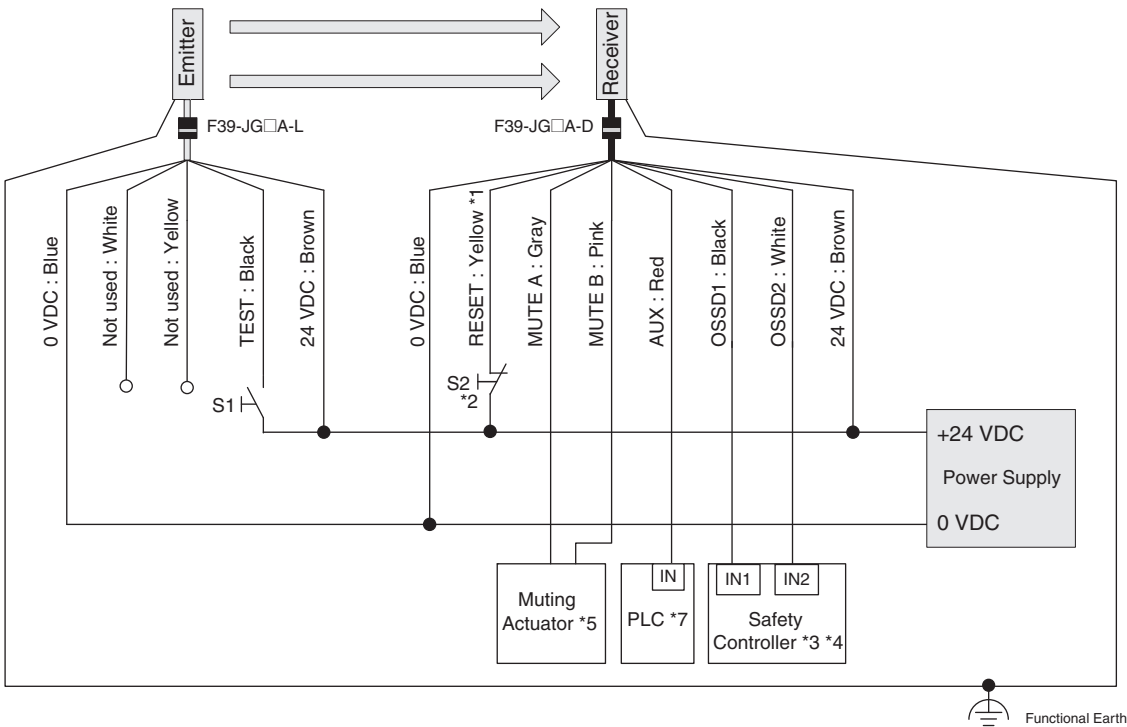 Emitter
Receiver
F39-JG□A-L
F39-JG□A-D
0 VDC : Blue
Not used : White
Not used : Yellow
TEST : Black
24 VDC : Brown
0 VDC : Blue
RESET : Yellow *1
MUTE A : Gray
MUTE B : Pink
AUX : Red
OSSD1 : Black
OSSD2 : White
24 VDC : Brown
S1
S2
*2
+24 VDC
Power Supply
0 VDC
IN
IN1
IN2
Muting
Actuator *5
PLC *7
Safety
Controller *3 *4
Functional Earth